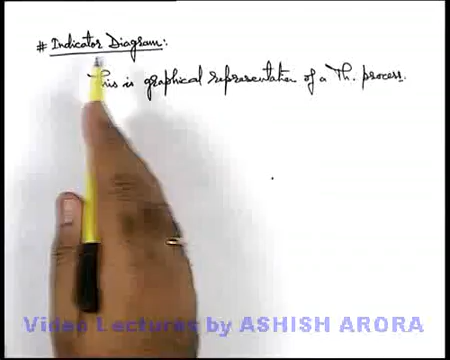 # Indicator Diagram:
This is graphical representation of a Th. process.
Video Lectures by ASHISH ARORA